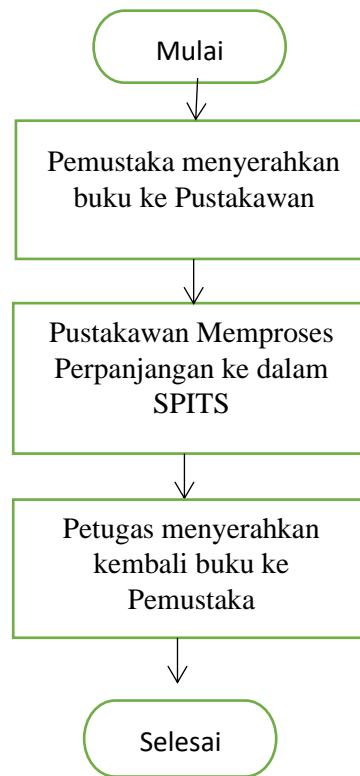 Mulai
Pemustaka menyerahkan
buku ke Pustakawan
Pustakawan Memproses
Perpanjangan ke dalam
SPITS
Petugas menyerahkan
kembali buku ke
Pemustaka
Selesai